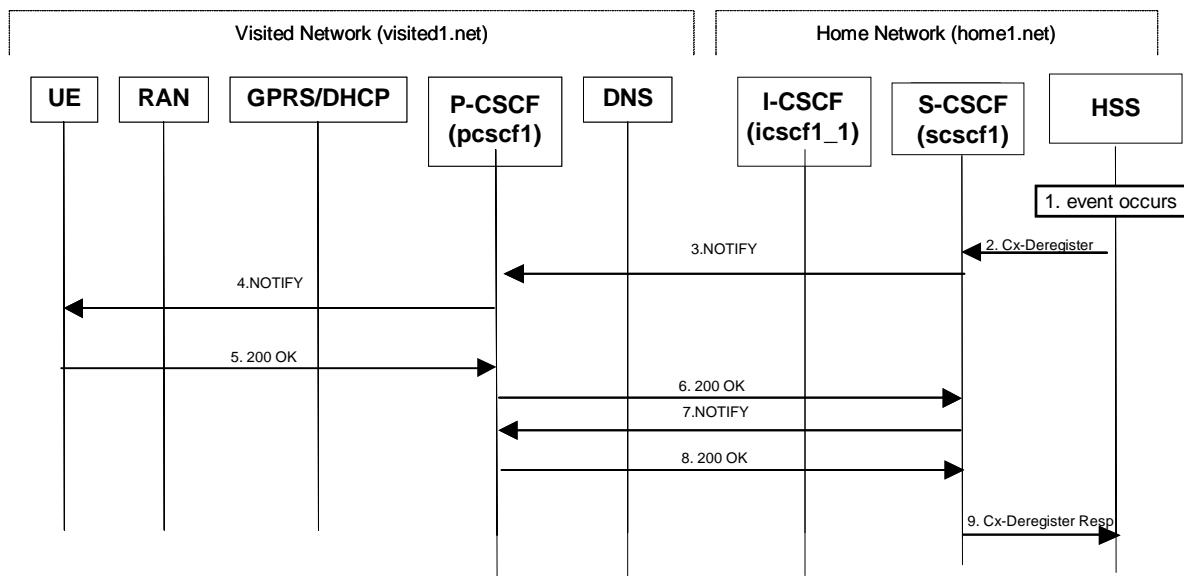 Visited Network (visited1.net)
Home Network (home1.net)
UE
RAN
GPRS/DHCP
P-CSCF
(pcscf1)
DNS
I-CSCF
(icscf1_1)
S-CSCF
(scscf1)
HSS
1. event occurs
2. Cx-Deregister
3.NOTIFY
4.NOTIFY
5. 200 OK
6. 200 OK
7.NOTIFY
8. 200 OK
9. Cx-Deregister Resp